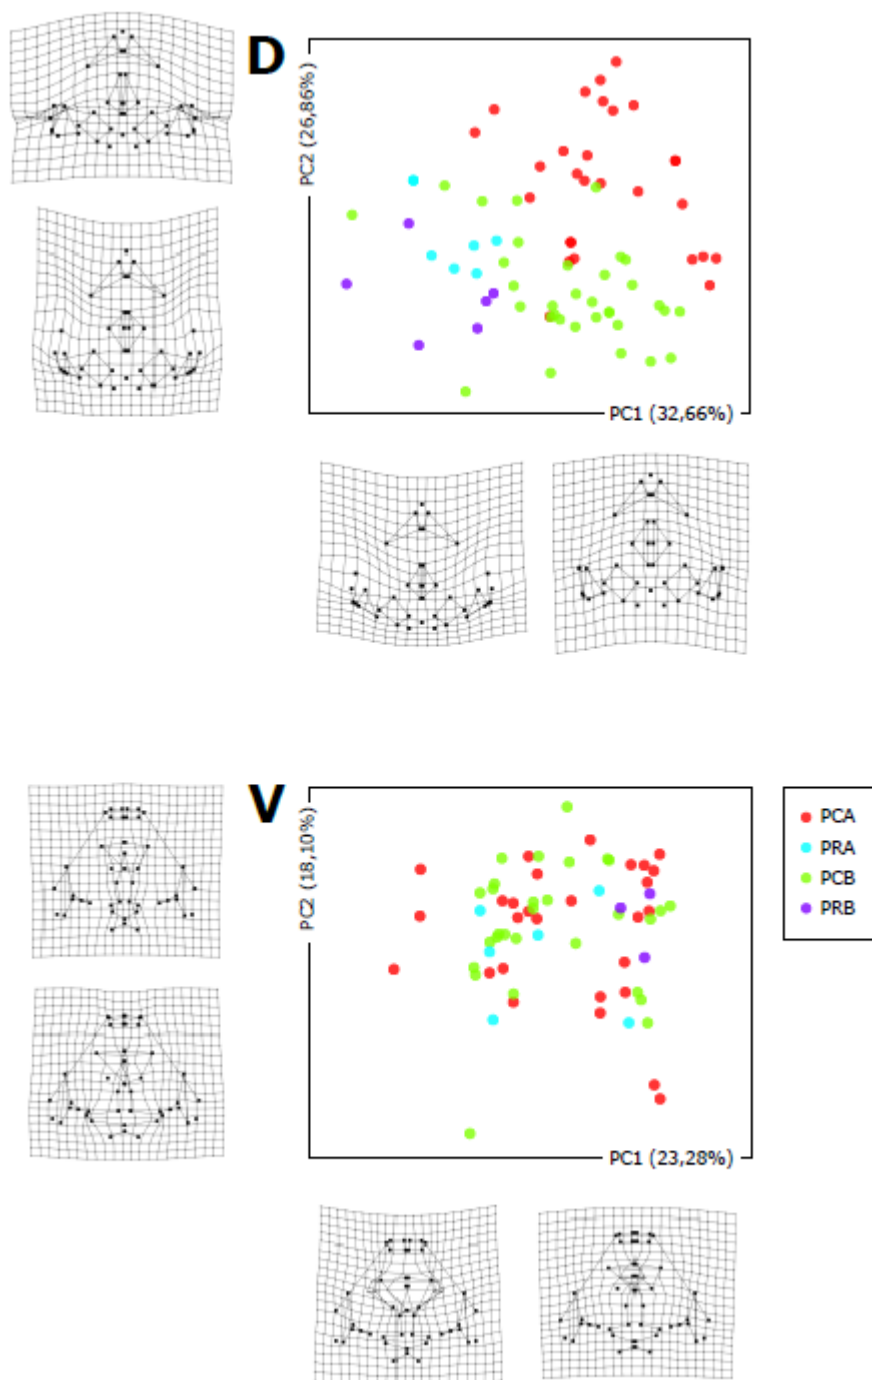 D
PC2 (26,86%)
PC1 (32,66%)
V
PC2 (18,10%)
PC1 (23,28%)
PCA
PRA
PCB
PRB